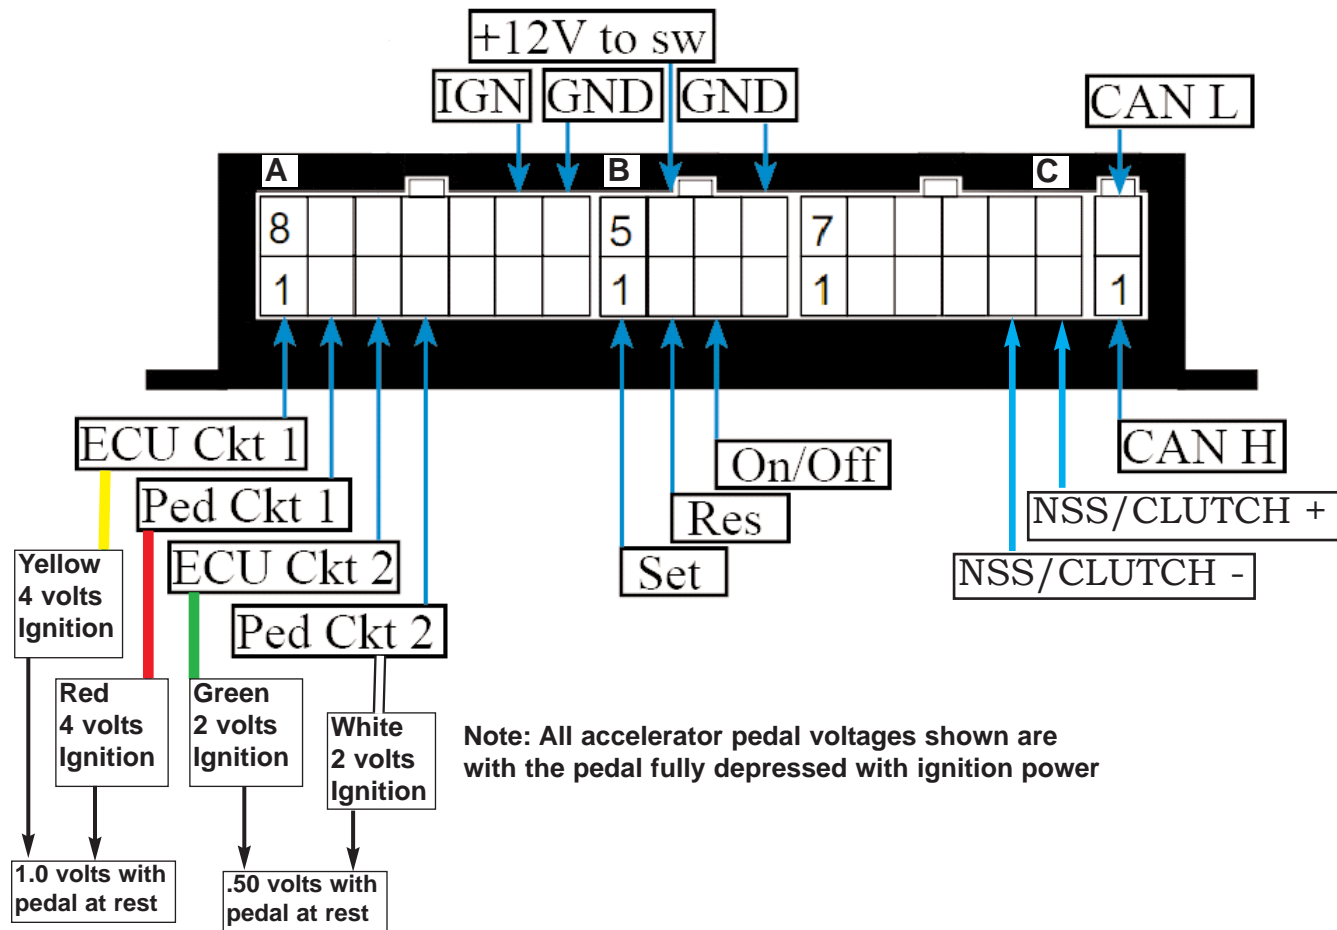 +12V to sw
IGN
GND
GND
CAN L
A
B
C
8
5
7
1
1
1
1
ECU Ckt 1
Ped Ckt 1
ECU Ckt 2
Ped Ckt 2
On/Off
Res
Set
CAN H
NSS/CLUTCH +
NSS/CLUTCH -
Yellow
4 volts
Ignition
Red
4 volts
Ignition
Green
2 volts
Ignition
White
2 volts
Ignition
Note: All accelerator pedal voltages shown are
with the pedal fully depressed with ignition power
1.0 volts with
pedal at rest
.50 volts with
pedal at rest